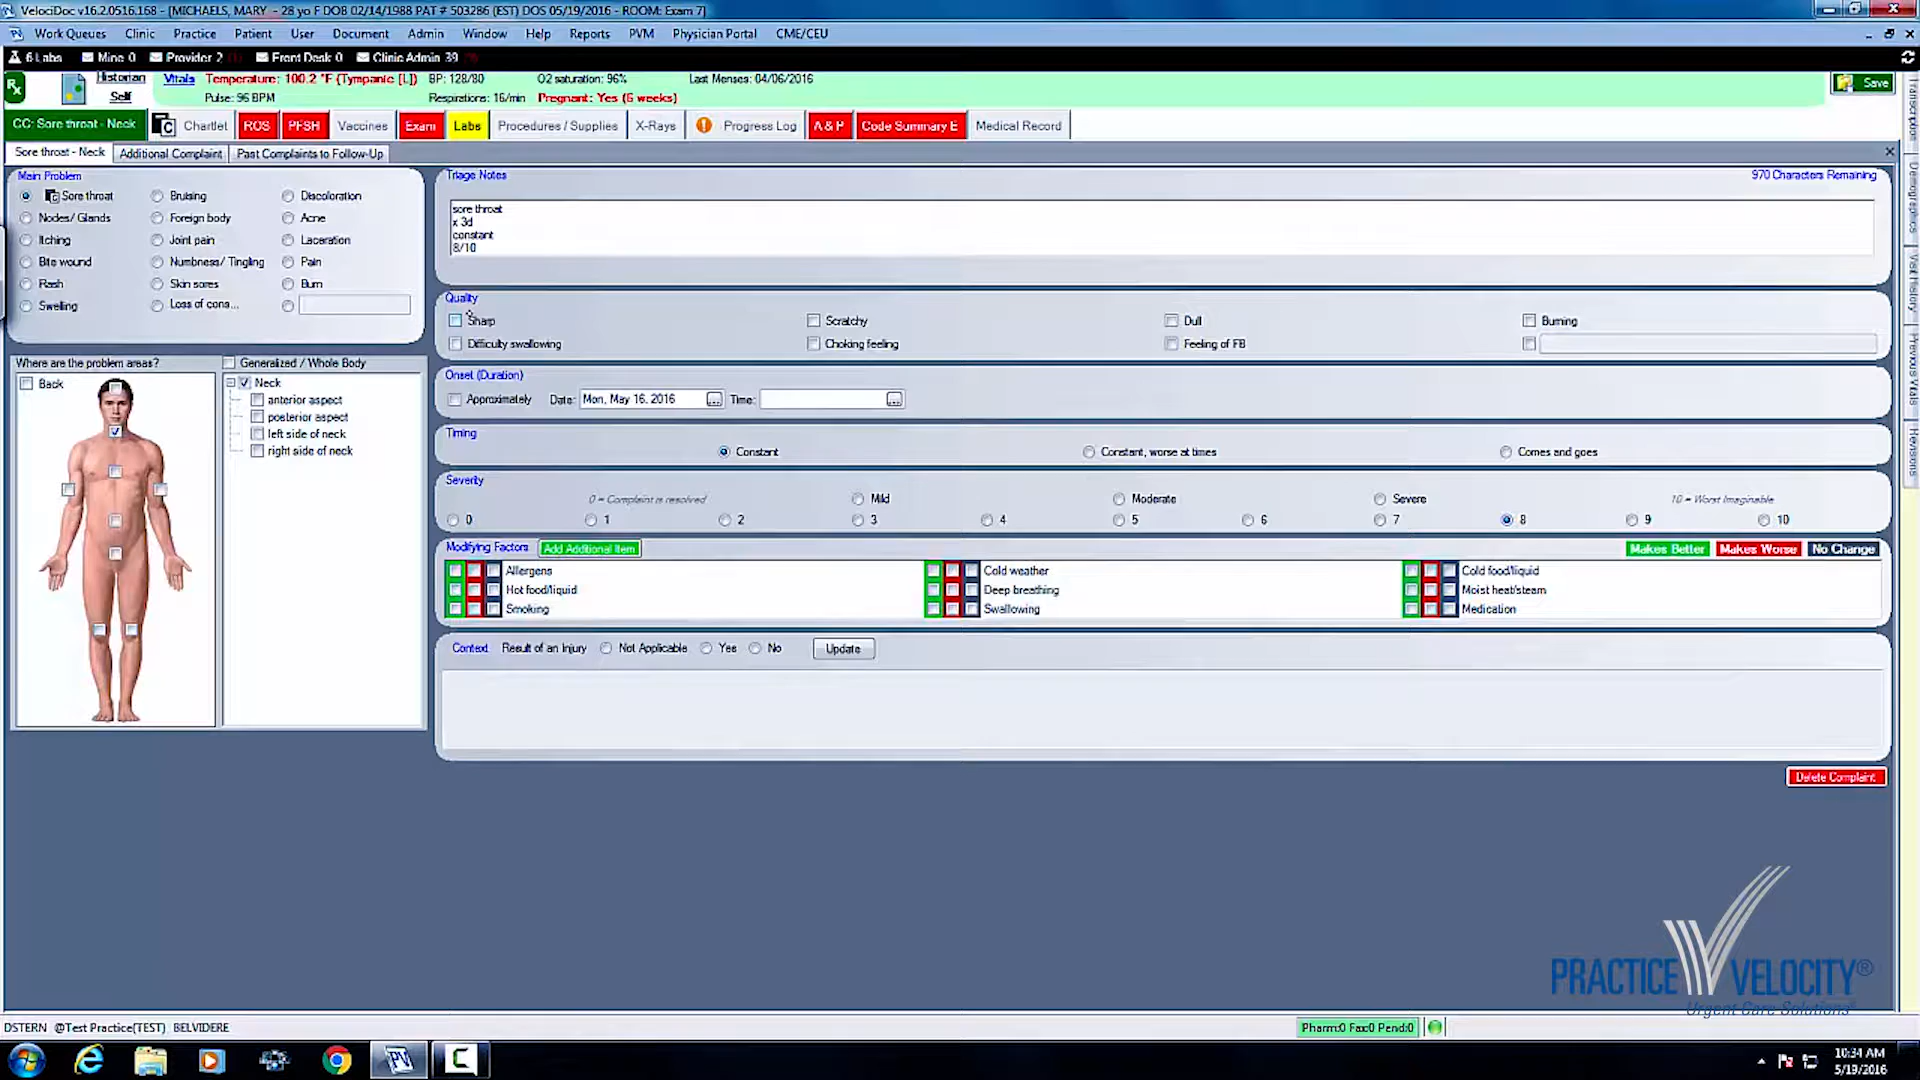 VelociDoc v16.2.0516.168 - [MICHAELS, MARY - 28 yo F DOB 02/14/1988 PAT # 503286 (EST) DOS 05/19/2016 - ROOM: Exam 7]
Work Queues Clinic Practice Patient User Document Admin Window Help Reports PVM Physician Portal CME/CEU
6 Labs Mine 0 Provider 2 (1) Front Desk 0 Clinic Admin 39
Rx Historian Vitals Temperature: 100.2 °F (Tympanic [L]) BP: 128/80 O2 saturation: 96% Last Menses: 04/06/2016 Save
Self Pulse: 96 BPM Respirations: 16/min Pregnant: Yes (6 weeks)
CC: Sore throat - Neck Chartlet ROS PFSH Vaccines Exam Labs Procedures / Supplies X-Rays Progress Log A & P Code Summary E Medical Record
Sore throat - Neck Additional Complaint Past Complaints to Follow-Up
Main Problem
Sore throat Bruising Discoloration
Nodes/ Glands Foreign body Acne
Itching Joint pain Laceration
Bite wound Numbness/ Tingling Pain
Rash Skin sores Burn
Swelling Loss of cons...
Where are the problem areas? Generalized / Whole Body
Back
Neck
anterior aspect
posterior aspect
left side of neck
right side of neck
Triage Notes 970 Characters Remaining
sore throat
x 3d
constant
8/10
Quality
Sharp Scratchy Dull Burning
Difficulty swallowing Choking feeling Feeling of FB
Onset (Duration)
Approximately Date: Mon, May 16, 2016 ... Time: ...
Timing
Constant Constant, worse at times Comes and goes
Severity
0 = Complaint is resolved Mild Moderate Severe 10 = Worst Imaginable
0 1 2 3 4 5 6 7 8 9 10
Modifying Factors Add Additional Item Makes Better Makes Worse No Change
Allergens Cold weather Cold food/liquid
Hot food/liquid Deep breathing Moist heat/steam
Smoking Swallowing Medication
Context Result of an Injury Not Applicable Yes No Update
Delete Complaint
Transcription
Demographics
Visit History
Previous Vitals
Revisions
PRACTICE VELOCITY®
Urgent Care Solutions®
DSTERN @Test Practice(TEST) BELVIDERE Pharm:0 Fax:0 Pend:0
10:34 AM
5/19/2016